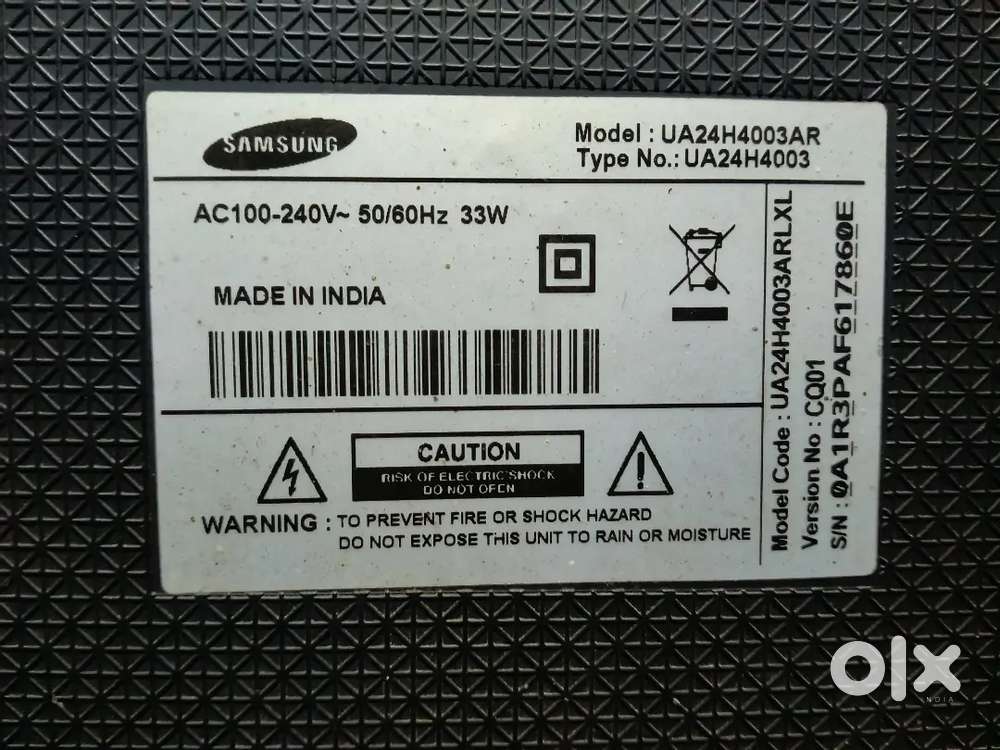 SAMSUNG
Model : UA24H4003AR
Type No.: UA24H4003
AC100-240V~ 50/60Hz 33W
MADE IN INDIA
CAUTION
RISK OF ELECTRIC SHOCK
DO NOT OPEN
WARNING : TO PREVENT FIRE OR SHOCK HAZARD
DO NOT EXPOSE THIS UNIT TO RAIN OR MOISTURE
Model Code : UA24H4003ARLXL
Version No : CQ01
S/N : 0A1R3PAF617860E
olx
INDIA